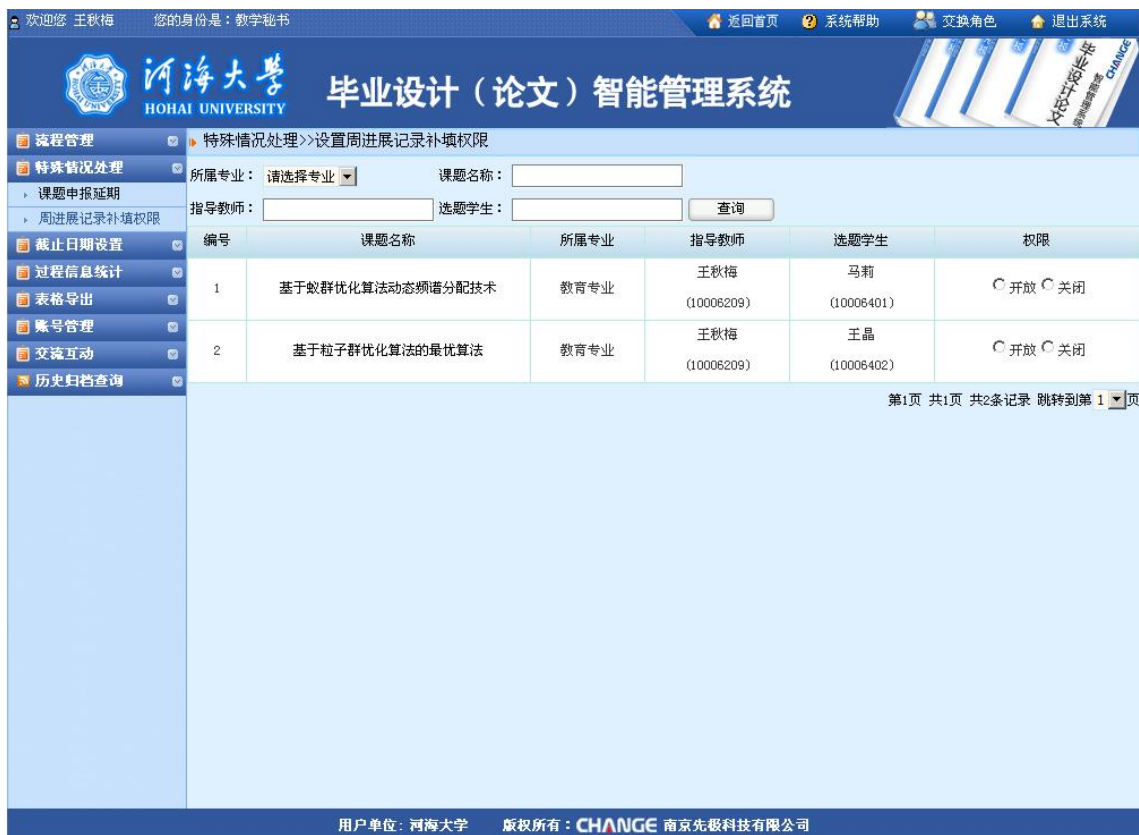 欢迎您 王秋梅 您的身份是：教学秘书 返回首页 系统帮助 交换角色 退出系统
河海大学
HOHAI UNIVERSITY
毕业设计（论文）智能管理系统
毕业设计论文
智能管理系统
CHANGE
流程管理
特殊情况处理
课题申报延期
周进展记录补填权限
截止日期设置
过程信息统计
表格导出
账号管理
交流互动
历史归档查询
特殊情况处理>>设置周进展记录补填权限
所属专业： 请选择专业 课题名称：
指导教师： 选题学生： 查询
编号 课题名称 所属专业 指导教师 选题学生 权限
1 基于蚁群优化算法动态频谱分配技术 教育专业 王秋梅 (10006209) 马莉 (10006401) 开放 关闭
2 基于粒子群优化算法的最优算法 教育专业 王秋梅 (10006209) 王晶 (10006402) 开放 关闭
第1页 共1页 共2条记录 跳转到第 1 页
用户单位: 河海大学 版权所有：CHANGE 南京先极科技有限公司